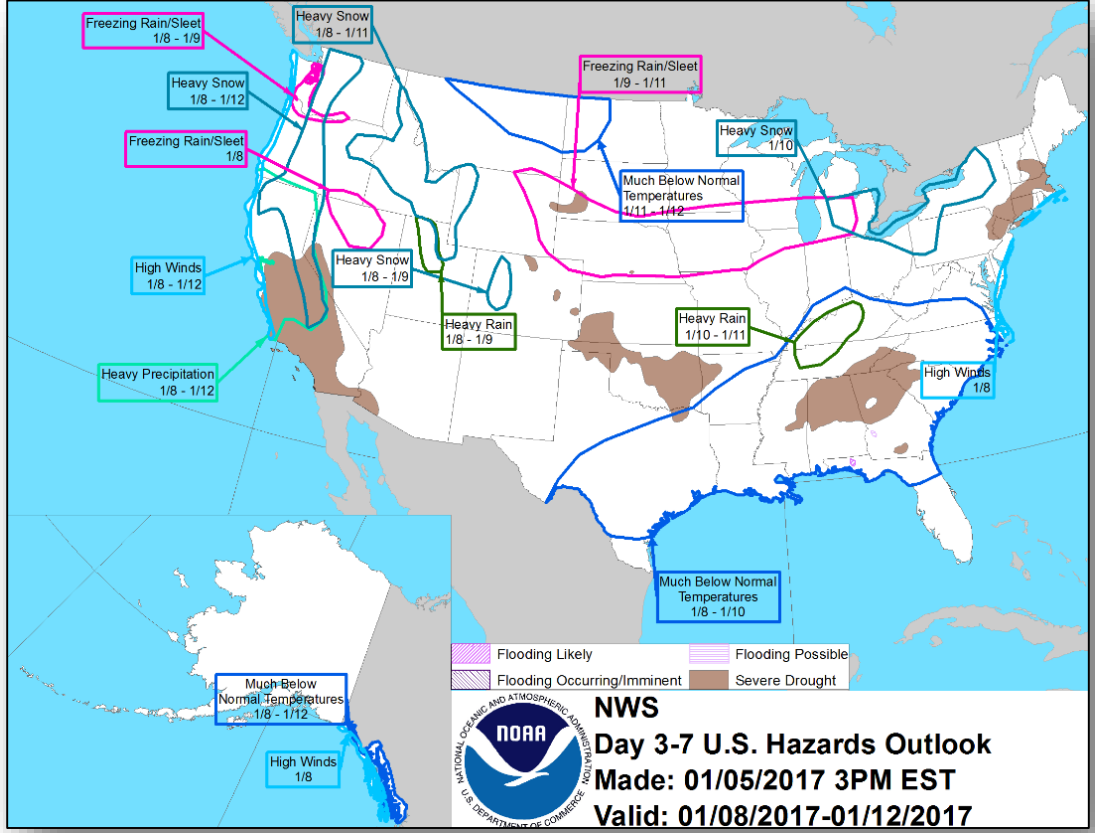 Freezing Rain/Sleet
1/8 - 1/9
Heavy Snow
1/8 - 1/11
Heavy Snow
1/8 - 1/12
Freezing Rain/Sleet
1/8
Freezing Rain/Sleet
1/9 - 1/11
Heavy Snow
1/10
Much Below Normal
Temperatures
1/11 - 1/12
High Winds
1/8 - 1/12
Heavy Snow
1/8 - 1/9
Heavy Rain
1/8 - 1/9
Heavy Rain
1/10 - 1/11
Heavy Precipitation
1/8 - 1/12
High Winds
1/8
Much Below Normal
Temperatures
1/8 - 1/10
Much Below
Normal Temperatures
1/8 - 1/12
High Winds
1/8
Flooding Likely
Flooding Possible
Flooding Occurring/Imminent
Severe Drought
NATIONAL OCEANIC AND ATMOSPHERIC ADMINISTRATION
NOAA
U.S. DEPARTMENT OF COMMERCE
NWS
Day 3-7 U.S. Hazards Outlook
Made: 01/05/2017 3PM EST
Valid: 01/08/2017-01/12/2017